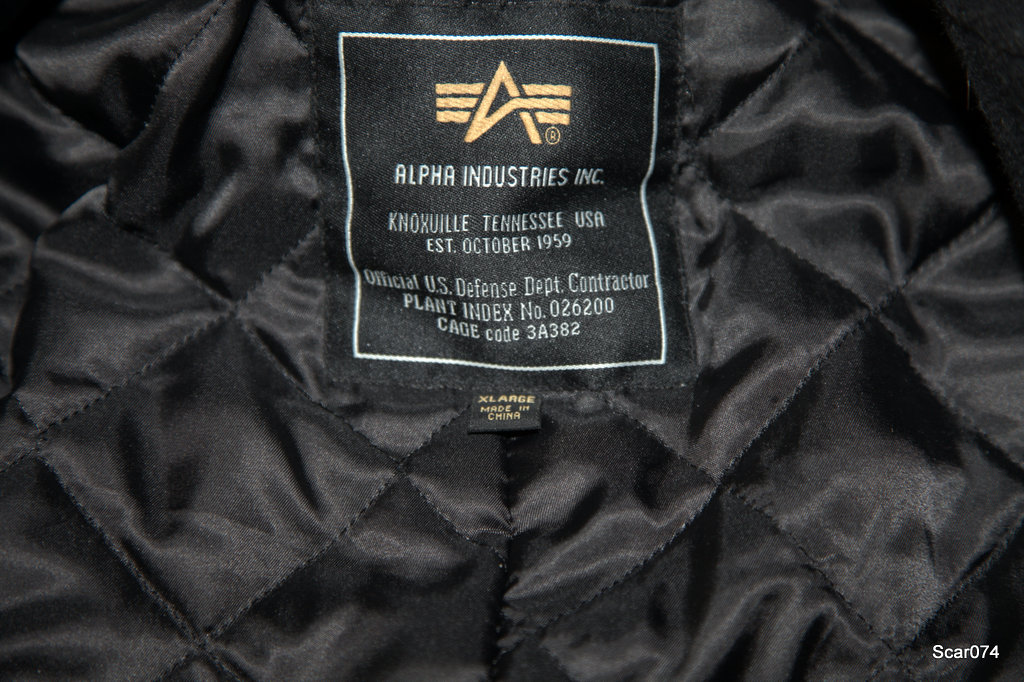 ®
ALPHA INDUSTRIES INC.
KNOXVILLE TENNESSEE USA
EST. OCTOBER 1959
Official U.S. Defense Dept. Contractor
PLANT INDEX No. 026200
CAGE code 3A382
XLARGE
MADE IN
CHINA
Scar074